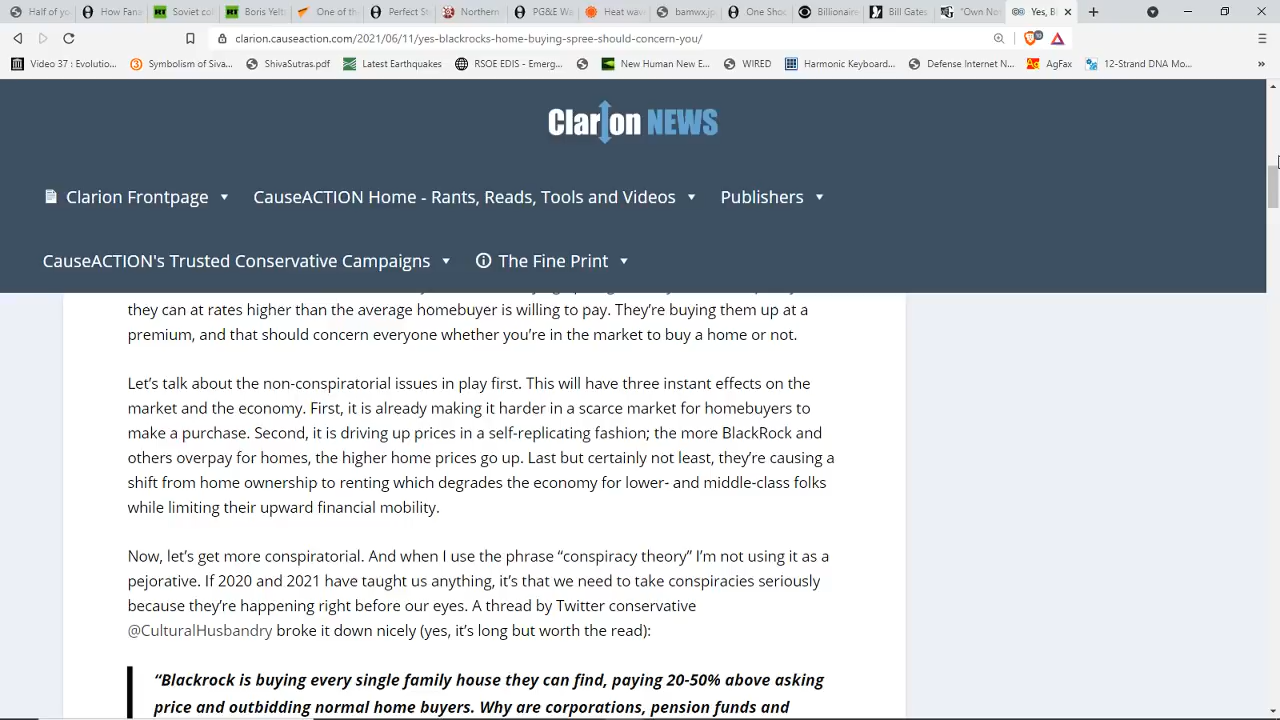 Half of yo
How Fans
Soviet col
Boris Yelts
One of th
Perfect St
Northern
PG&E Wa
Heat wav
bamwx.jp
One Shoc
Billionaire
Bill Gates
"Own No
Yes, Bl
clarion.causeaction.com/2021/06/11/yes-blackrocks-home-buying-spree-should-concern-you/
Video 37 : Evolutio...
Symbolism of Siva...
ShivaSutras.pdf
Latest Earthquakes
RSOE EDIS - Emerg...
New Human New E...
WIRED
Harmonic Keyboard...
Defense Internet N...
AgFax
12-Strand DNA Mo...
Clarion NEWS
Clarion Frontpage
CauseACTION Home - Rants, Reads, Tools and Videos
Publishers
CauseACTION's Trusted Conservative Campaigns
The Fine Print
they can at rates higher than the average homebuyer is willing to pay. They're buying them up at a
premium, and that should concern everyone whether you're in the market to buy a home or not.
Let's talk about the non-conspiratorial issues in play first. This will have three instant effects on the
market and the economy. First, it is already making it harder in a scarce market for homebuyers to
make a purchase. Second, it is driving up prices in a self-replicating fashion; the more BlackRock and
others overpay for homes, the higher home prices go up. Last but certainly not least, they're causing a
shift from home ownership to renting which degrades the economy for lower- and middle-class folks
while limiting their upward financial mobility.
Now, let's get more conspiratorial. And when I use the phrase “conspiracy theory” I'm not using it as a
pejorative. If 2020 and 2021 have taught us anything, it's that we need to take conspiracies seriously
because they're happening right before our eyes. A thread by Twitter conservative
@CulturalHusbandry broke it down nicely (yes, it's long but worth the read):
“Blackrock is buying every single family house they can find, paying 20-50% above asking
price and outbidding normal home buyers. Why are corporations, pension funds and